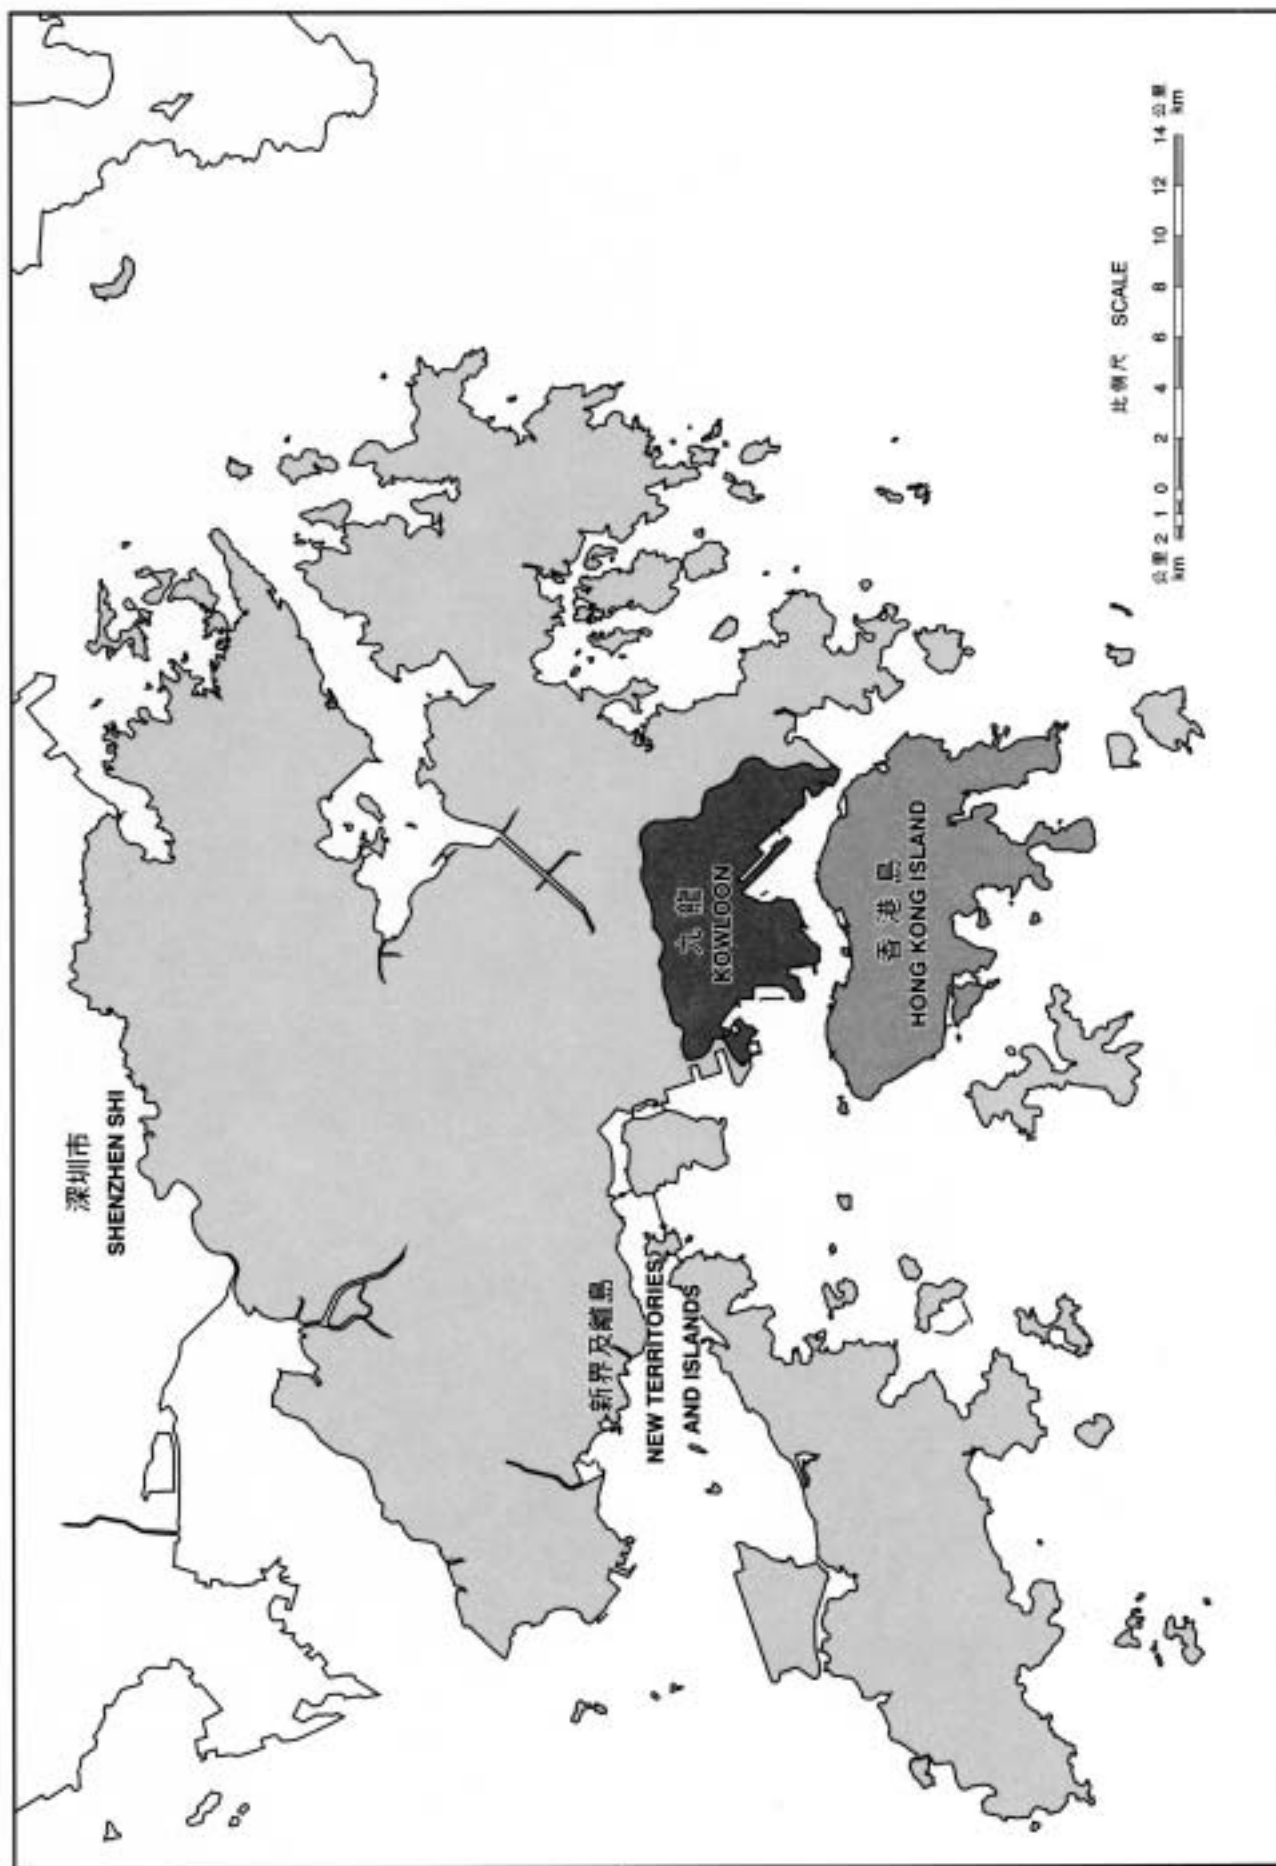 深圳市
SHENZHEN SHI
新界及離島
NEW TERRITORIES
AND ISLANDS
九龍
KOWLOON
香港島
HONG KONG ISLAND
比例尺 SCALE
公里 2 1 0 2 4 6 8 10 12 14 公里
km km